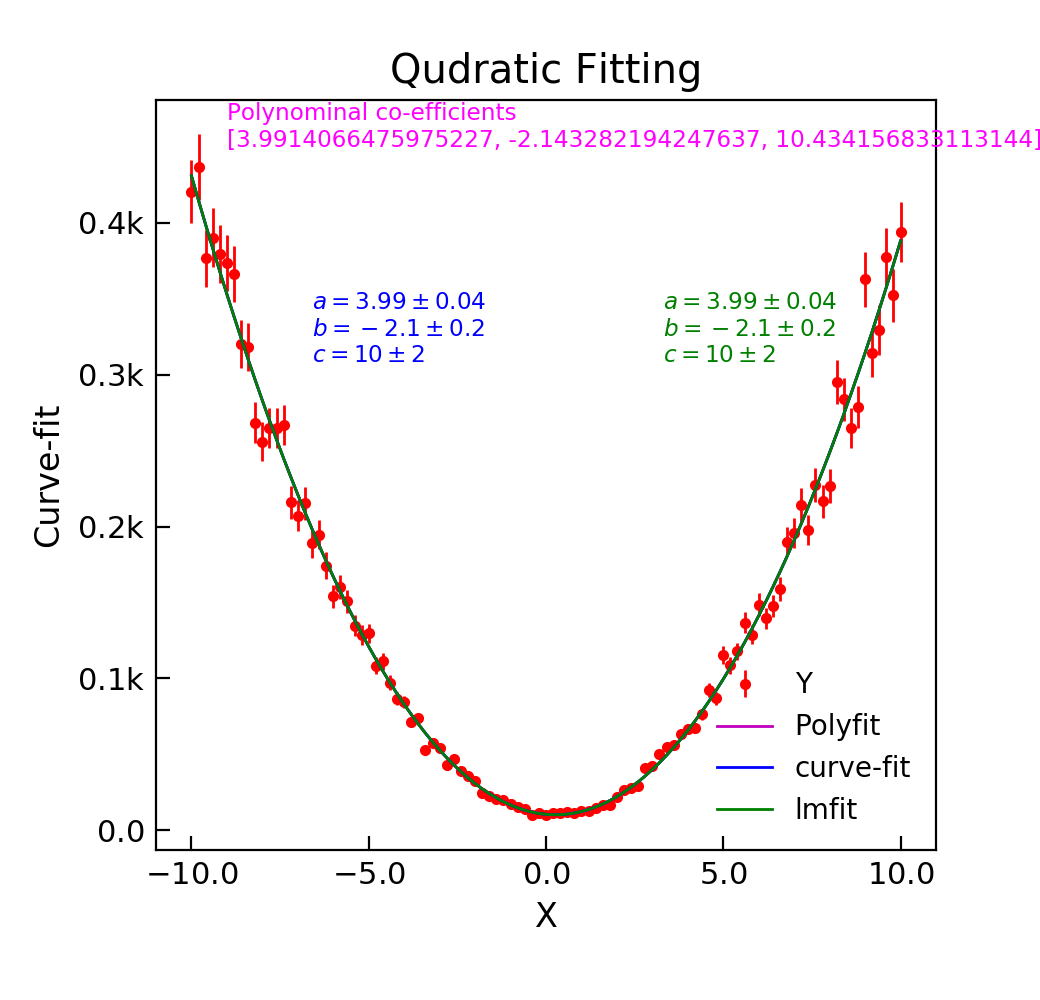 Qudratic Fitting
Polynominal co-efficients
[3.9914066475975227, -2.143282194247637, 10.434156833113144]
0.4k
a = 3.99 ± 0.04
b = −2.1 ± 0.2
c = 10 ± 2
a = 3.99 ± 0.04
b = −2.1 ± 0.2
c = 10 ± 2
0.3k
Curve-fit
0.2k
0.1k
0.0
Y
Polyfit
curve-fit
lmfit
−10.0 −5.0 0.0 5.0 10.0
X